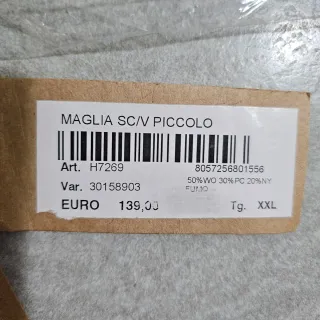 MAGLIA SC/V PICCOLO
Art. H7269 8057256801556
Var. 30158903 50%WO 30%PC 20%NY
FUMO
EURO 139,00 Tg. XXL